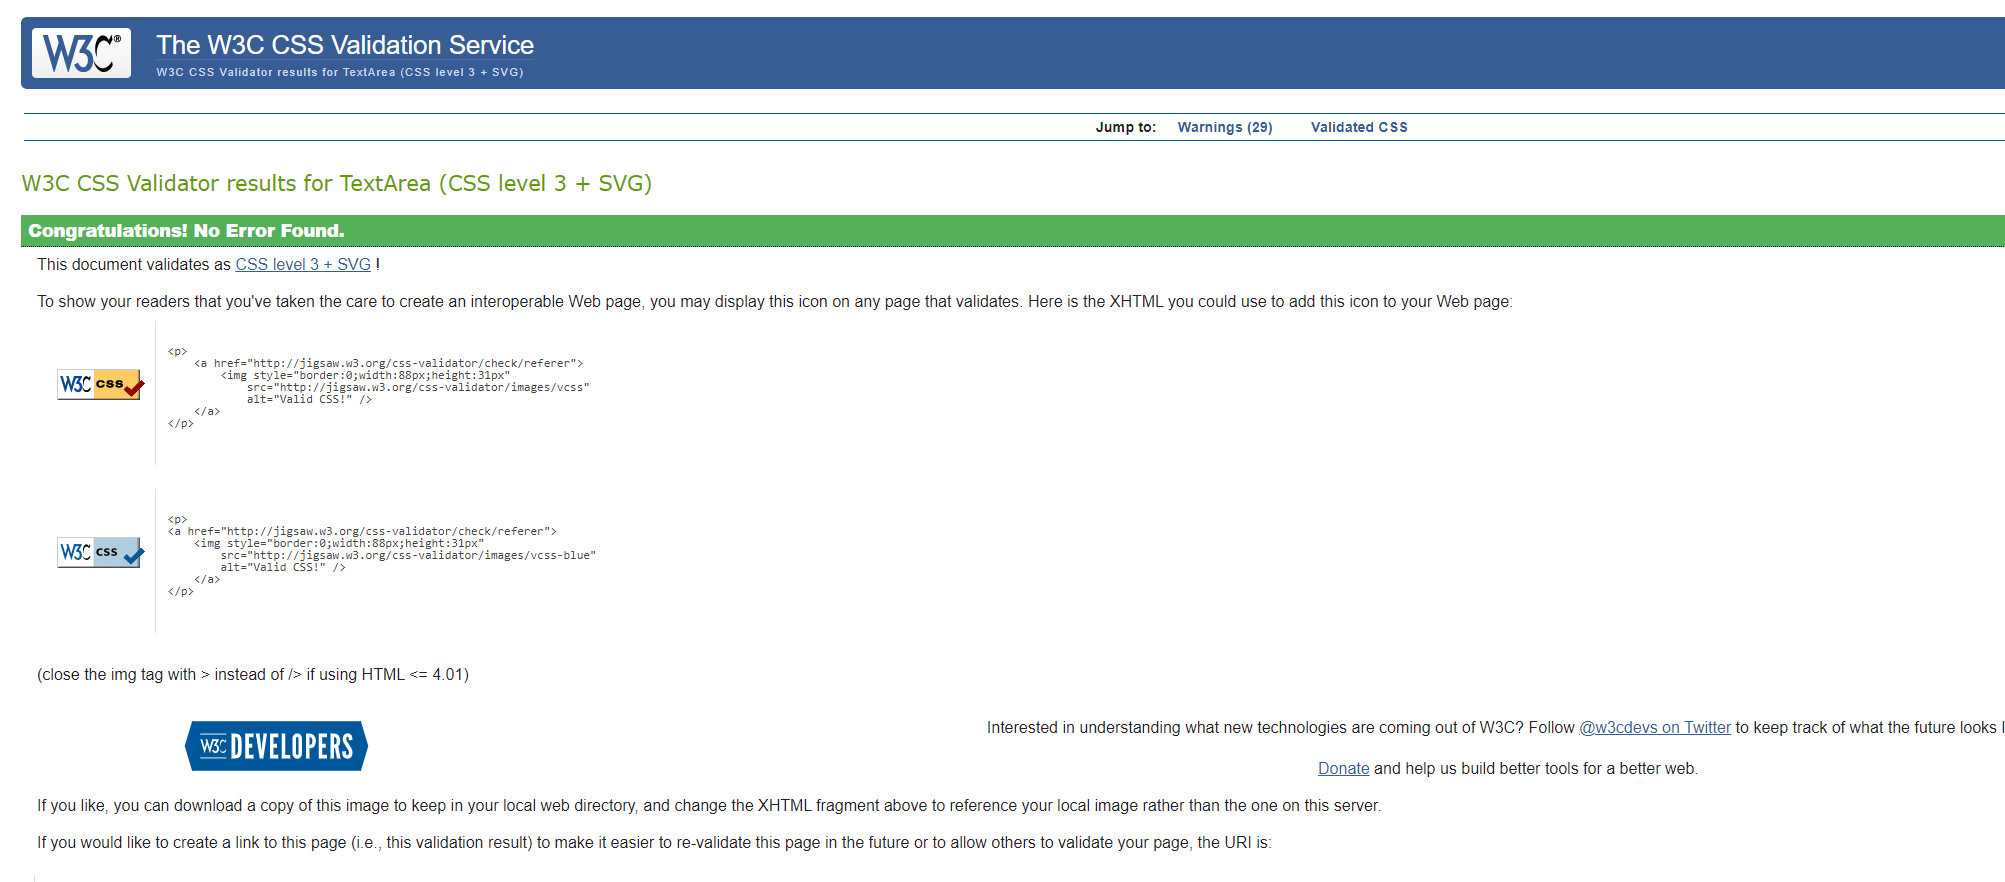 W3C®
The W3C CSS Validation Service
W3C CSS Validator results for TextArea (CSS level 3 + SVG)
Jump to: Warnings (29) Validated CSS
W3C CSS Validator results for TextArea (CSS level 3 + SVG)
Congratulations! No Error Found.
This document validates as CSS level 3 + SVG !
To show your readers that you've taken the care to create an interoperable Web page, you may display this icon on any page that validates. Here is the XHTML you could use to add this icon to your Web page:
W3C css
<p>
    <a href="http://jigsaw.w3.org/css-validator/check/referer">
        <img style="border:0;width:88px;height:31px"
            src="http://jigsaw.w3.org/css-validator/images/vcss"
            alt="Valid CSS!" />
    </a>
</p>
W3C css
<p>
<a href="http://jigsaw.w3.org/css-validator/check/referer">
    <img style="border:0;width:88px;height:31px"
        src="http://jigsaw.w3.org/css-validator/images/vcss-blue"
        alt="Valid CSS!" />
    </a>
</p>
(close the img tag with > instead of /> if using HTML <= 4.01)
W3C DEVELOPERS
Interested in understanding what new technologies are coming out of W3C? Follow @w3cdevs on Twitter to keep track of what the future looks
Donate and help us build better tools for a better web.
If you like, you can download a copy of this image to keep in your local web directory, and change the XHTML fragment above to reference your local image rather than the one on this server.
If you would like to create a link to this page (i.e., this validation result) to make it easier to re-validate this page in the future or to allow others to validate your page, the URI is: